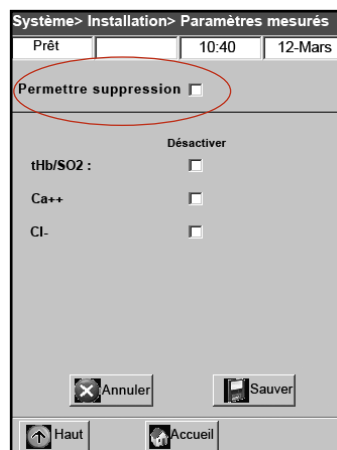 Système> Installation> Paramètres mesurés
Prêt 10:40 12-Mars
Permettre suppression
Désactiver
tHb/SO2 :
Ca++
Cl-
Annuler Sauver
Haut Accueil